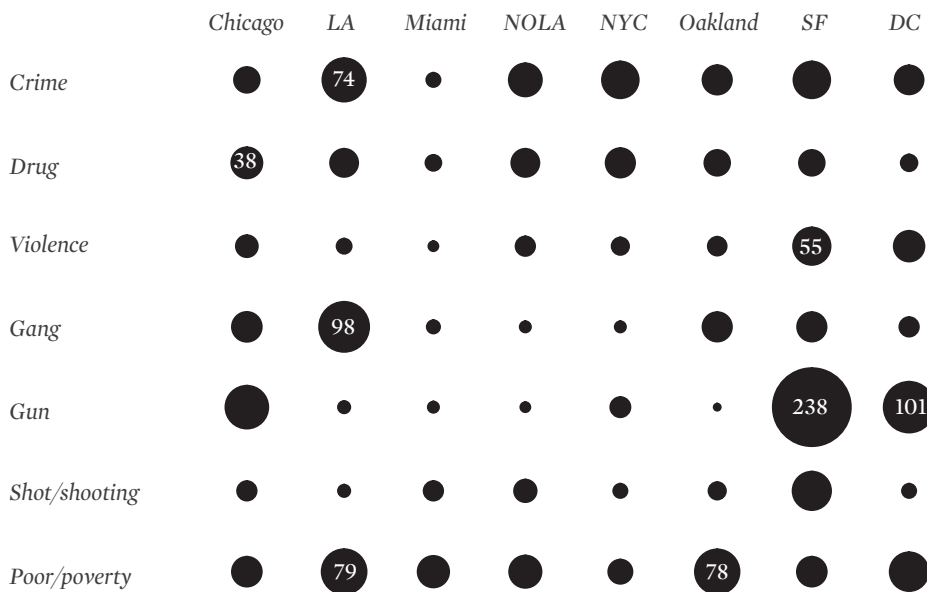 Chicago LA Miami NOLA NYC Oakland SF DC
Crime 74
Drug 38
Violence 55
Gang 98
Gun 238 101
Shot/shooting
Poor/poverty 79 78